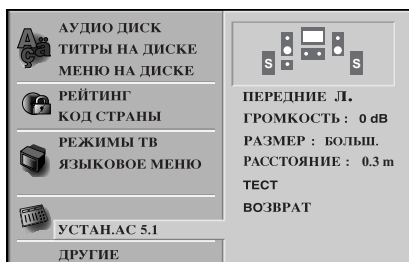 АУДИО ДИСК
ТИТРЫ НА ДИСКЕ
МЕНЮ НА ДИСКЕ
РЕЙТИНГ
КОД СТРАНЫ
РЕЖИМЫ ТВ
ЯЗЫКОВОЕ МЕНЮ
УСТАН.АС 5.1
ДРУГИЕ
S S
ПЕРЕДНИЕ Л.
ГРОМКОСТЬ : 0 dB
РАЗМЕР : БОЛЬШ.
РАССТОЯНИЕ : 0.3 m
ТЕСТ
ВОЗВРАТ